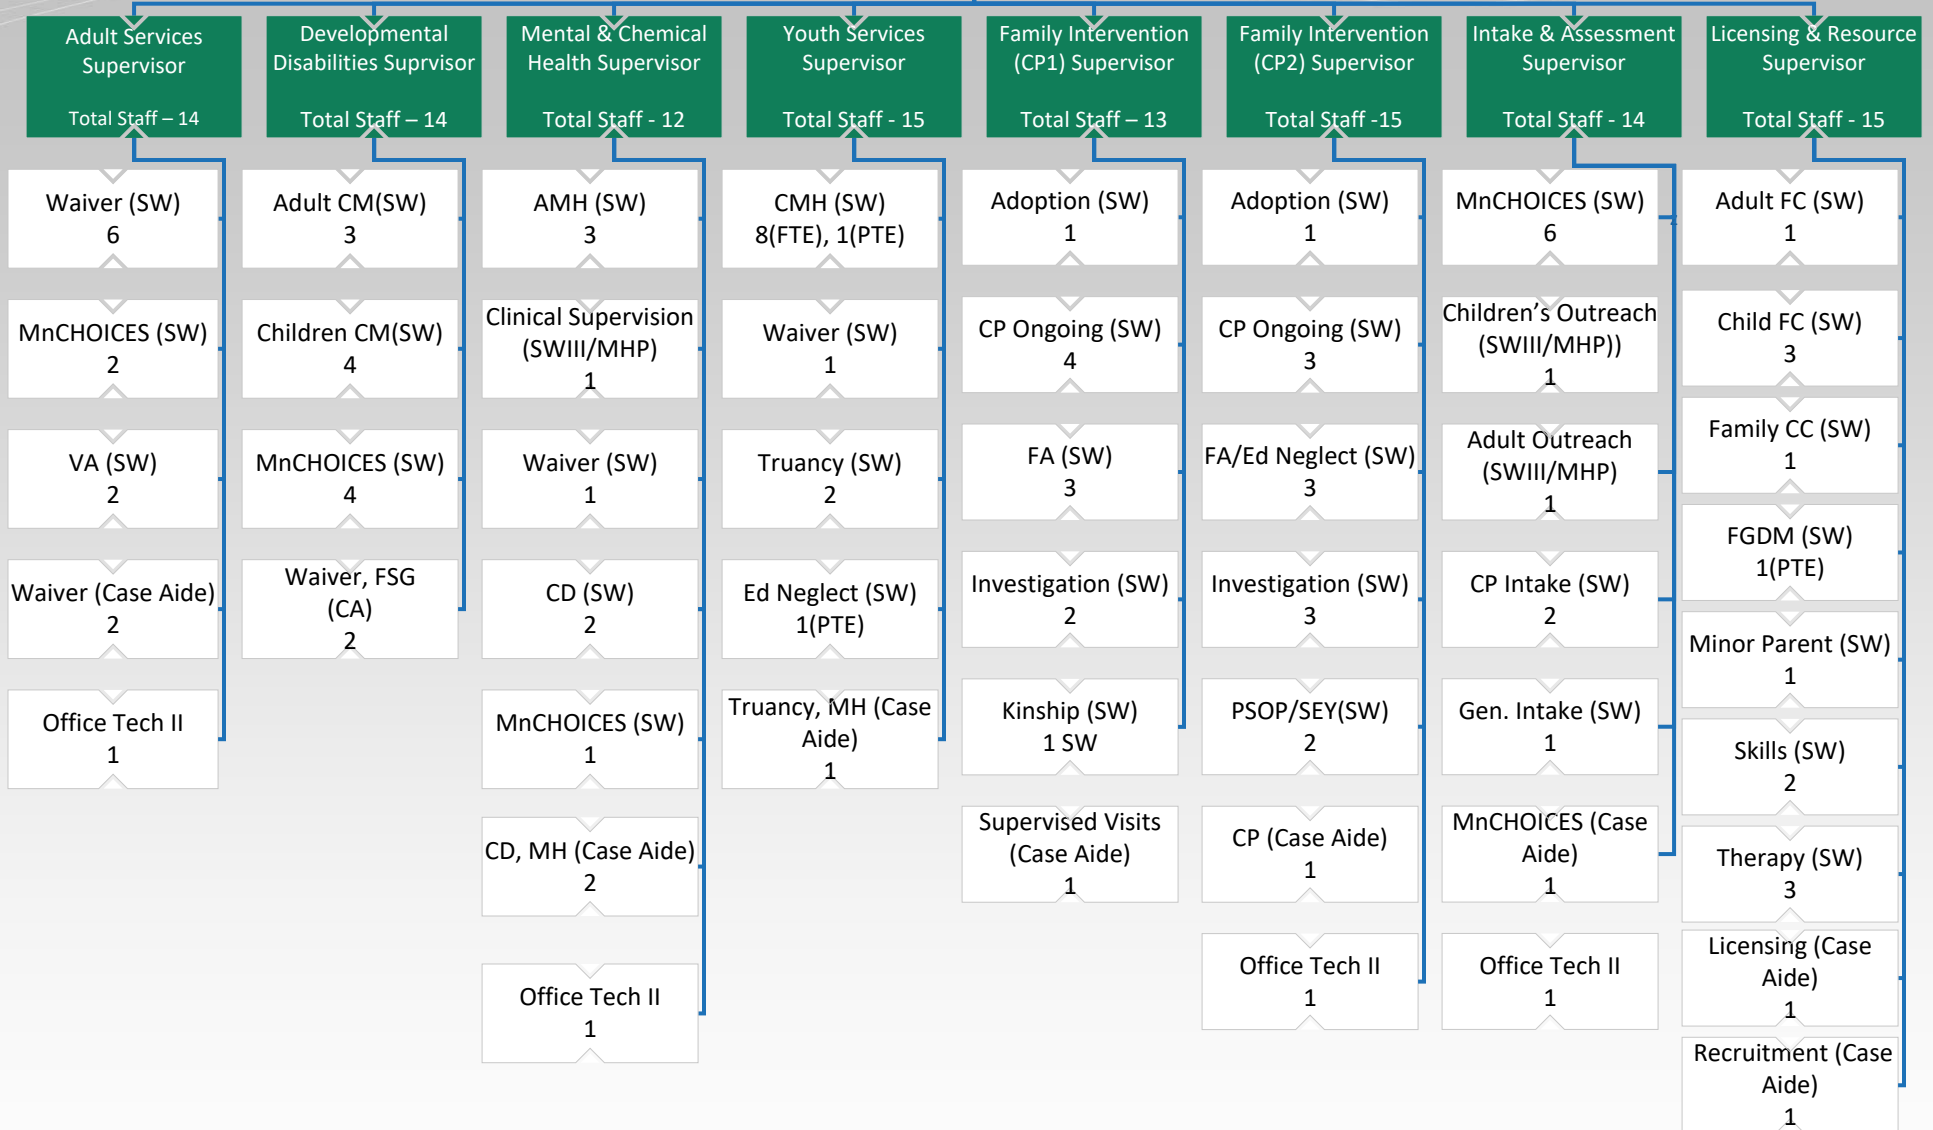 Adult Services
Supervisor
Total Staff – 14
Waiver (SW)
6
MnCHOICES (SW)
2
VA (SW)
2
Waiver (Case Aide)
2
Office Tech II
1
Developmental
Disabilities Suprvisor
Total Staff – 14
Adult CM(SW)
3
Children CM(SW)
4
MnCHOICES (SW)
4
Waiver, FSG
(CA)
2
Mental & Chemical
Health Supervisor
Total Staff - 12
AMH (SW)
3
Clinical Supervision
(SWIII/MHP)
1
Waiver (SW)
1
CD (SW)
2
MnCHOICES (SW)
1
CD, MH (Case Aide)
2
Office Tech II
1
Youth Services
Supervisor
Total Staff - 15
CMH (SW)
8(FTE), 1(PTE)
Waiver (SW)
1
Truancy (SW)
2
Ed Neglect (SW)
1(PTE)
Truancy, MH (Case
Aide)
1
Family Intervention
(CP1) Supervisor
Total Staff – 13
Adoption (SW)
1
CP Ongoing (SW)
4
FA (SW)
3
Investigation (SW)
2
Kinship (SW)
1 SW
Supervised Visits
(Case Aide)
1
Family Intervention
(CP2) Supervisor
Total Staff -15
Adoption (SW)
1
CP Ongoing (SW)
3
FA/Ed Neglect (SW)
3
Investigation (SW)
3
PSOP/SEY(SW)
2
CP (Case Aide)
1
Office Tech II
1
Intake & Assessment
Supervisor
Total Staff - 14
MnCHOICES (SW)
6
Children’s Outreach
(SWIII/MHP))
1
Adult Outreach
(SWIII/MHP)
1
CP Intake (SW)
2
Gen. Intake (SW)
1
MnCHOICES (Case
Aide)
1
Office Tech II
1
Licensing & Resource
Supervisor
Total Staff - 15
Adult FC (SW)
1
Child FC (SW)
3
Family CC (SW)
1
FGDM (SW)
1(PTE)
Minor Parent (SW)
1
Skills (SW)
2
Therapy (SW)
3
Licensing (Case
Aide)
1
Recruitment (Case
Aide)
1